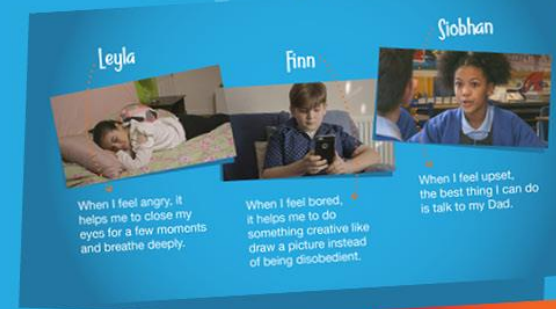 Leyla
When I feel angry, it
helps me to close my
eyes for a few moments
and breathe deeply.
Finn
When I feel bored,
it helps me to do
something creative like
draw a picture instead
of being disobedient.
Siobhan
When I feel upset,
the best thing I can do
is talk to my Dad.